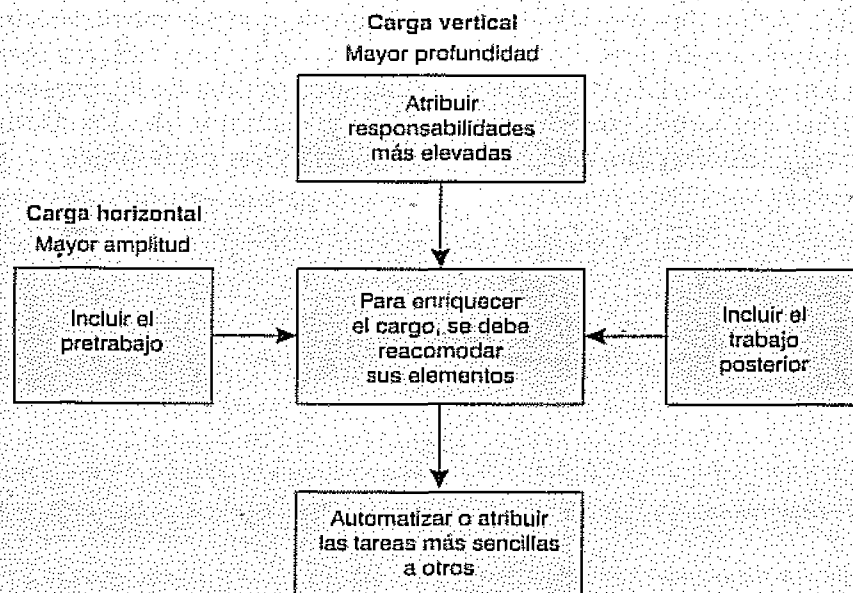 Carga vertical
Mayor profundidad
Atribuir
responsabilidades
más elevadas
Carga horizontal
Mayor amplitud
Incluir el
pretrabajo
Para enriquecer
el cargo, se debe
reacomodar
sus elementos
Incluir el
trabajo
posterior
Automatizar o atribuir
las tareas más sencillas
a otros